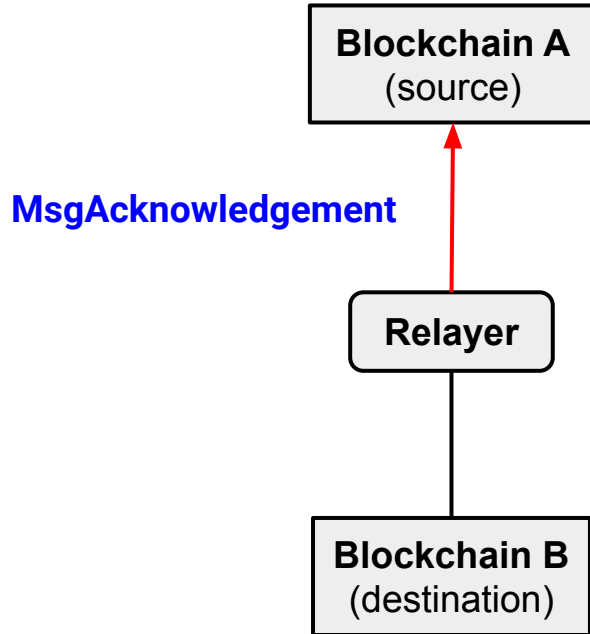 Blockchain A
(source)
MsgAcknowledgement
Relayer
Blockchain B
(destination)